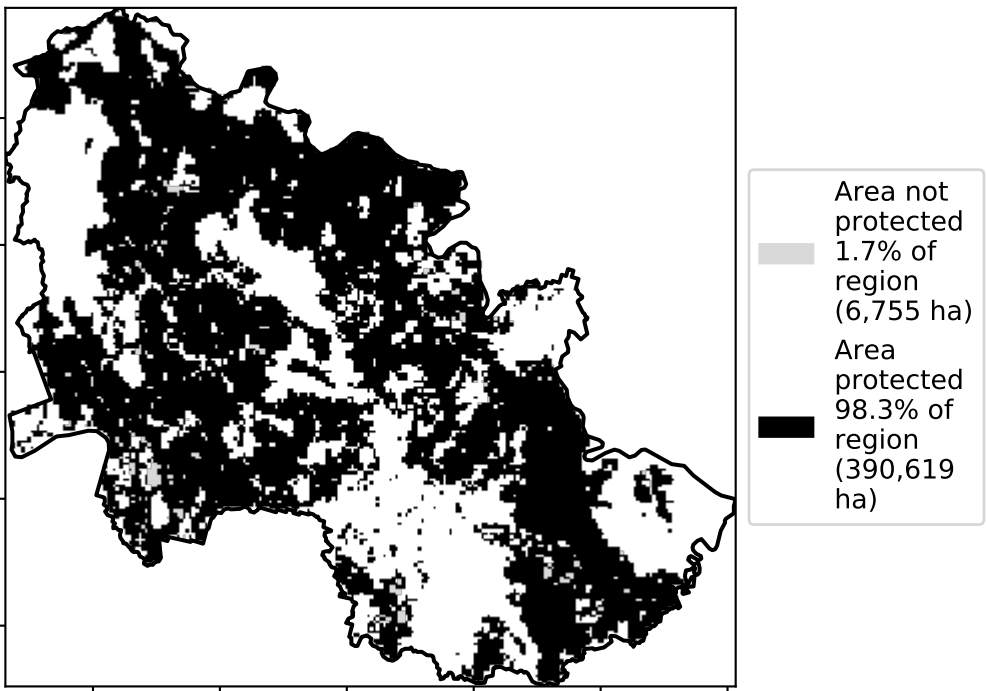 Area not
protected
1.7% of
region
(6,755 ha)
Area
protected
98.3% of
region
(390,619
ha)